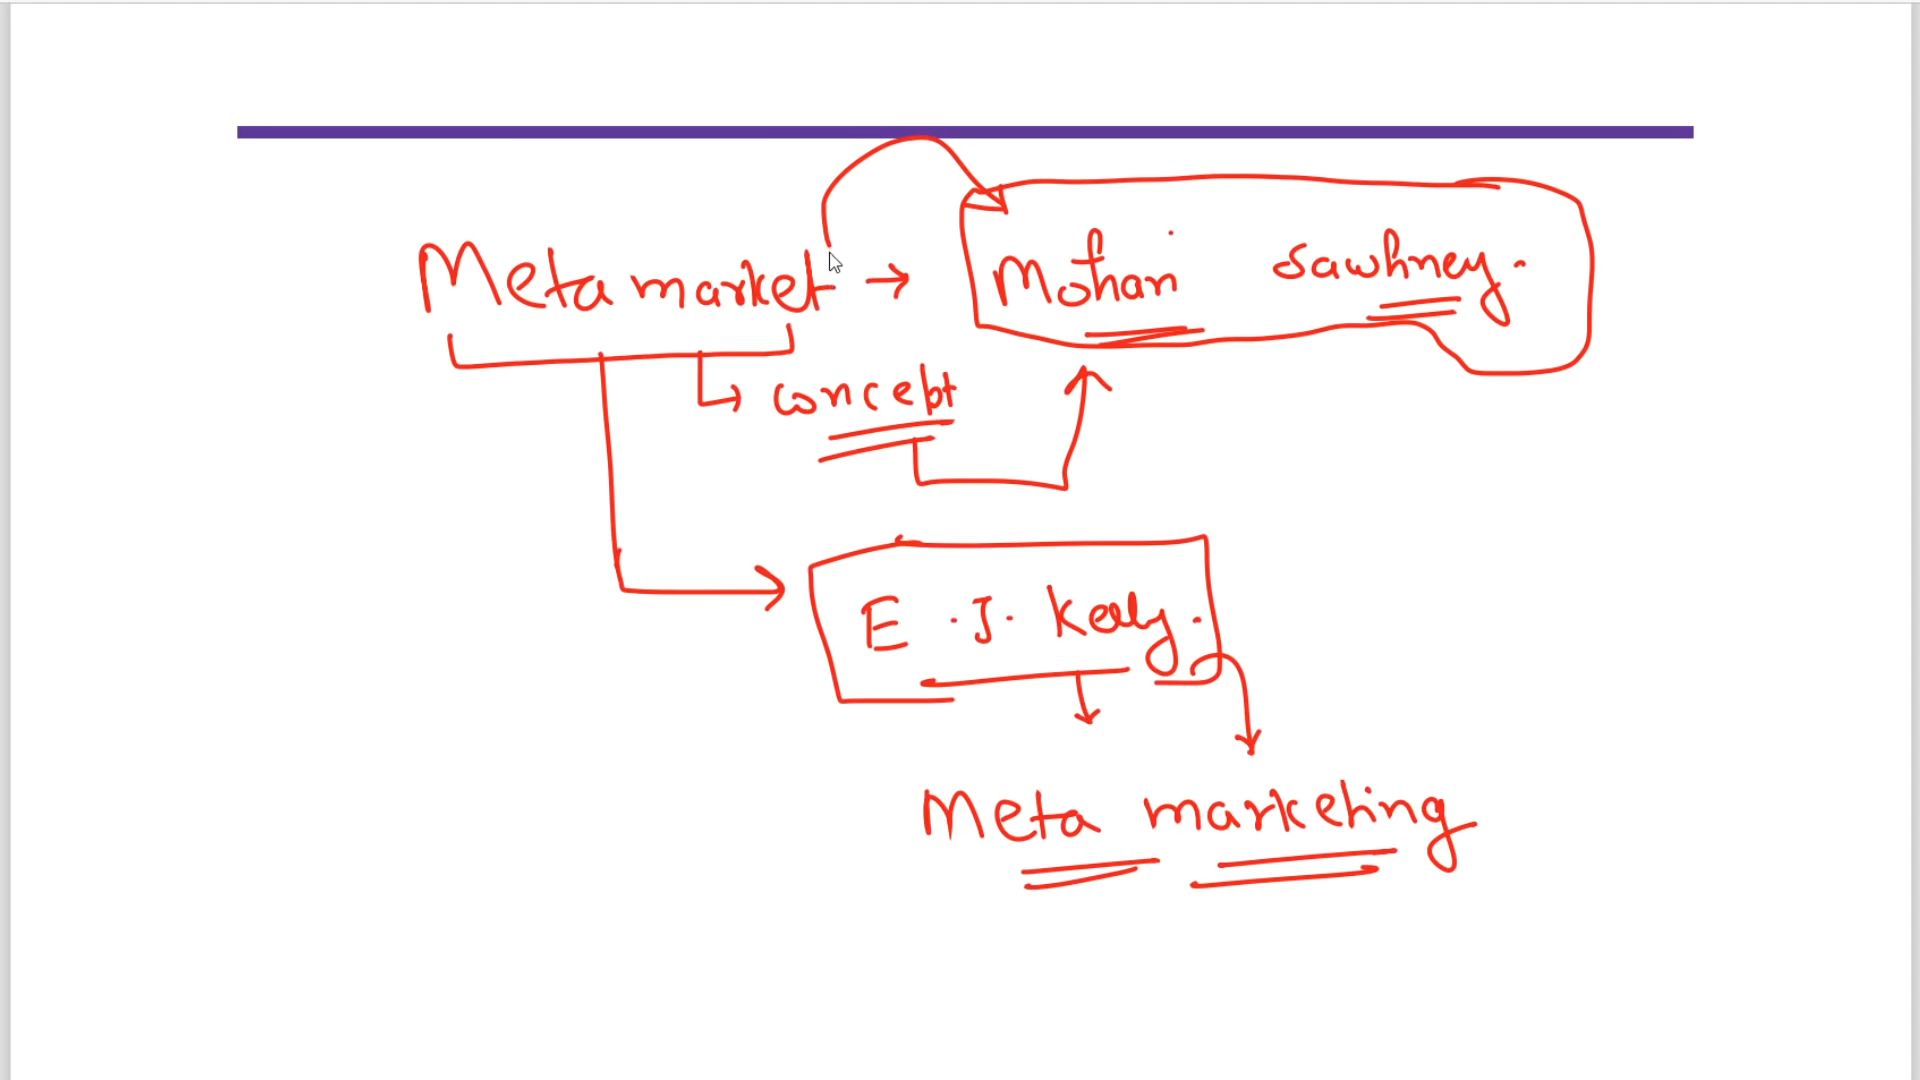 Meta market → Mohan Sawhney.
concept
E. J. Kelly.
Meta marketing